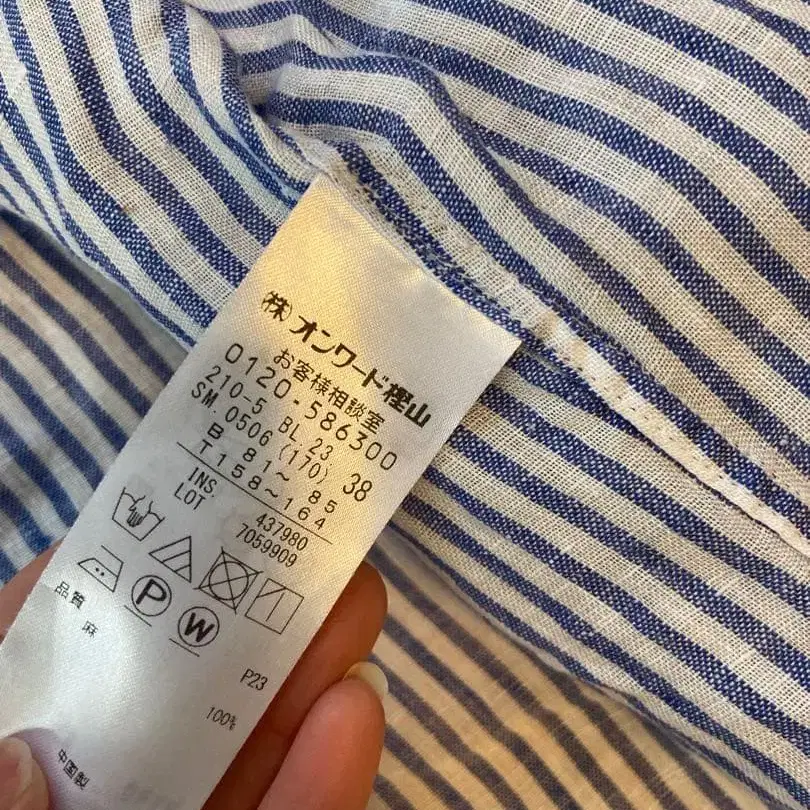 (株)オンワード樫山
お客様相談室
0120-586300
210-5 BL,23
SM.0506 (170) 38
B 81~ 85
T158~164
INS. 437980
LOT 7059909
P W
P23
品質
麻 100%
中国製